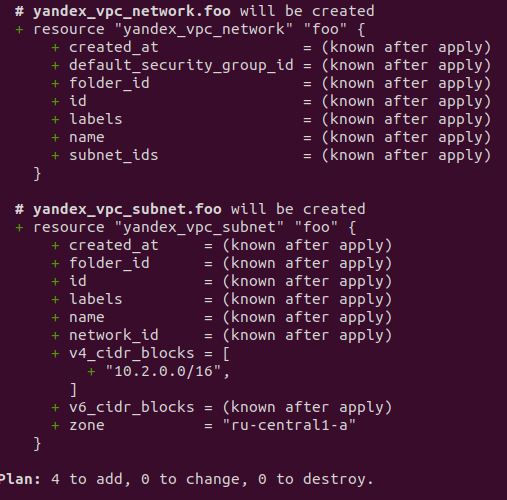 # yandex_vpc_network.foo will be created
+ resource "yandex_vpc_network" "foo" {
+ created_at = (known after apply)
+ default_security_group_id = (known after apply)
+ folder_id = (known after apply)
+ id = (known after apply)
+ labels = (known after apply)
+ name = (known after apply)
+ subnet_ids = (known after apply)
}
# yandex_vpc_subnet.foo will be created
+ resource "yandex_vpc_subnet" "foo" {
+ created_at = (known after apply)
+ folder_id = (known after apply)
+ id = (known after apply)
+ labels = (known after apply)
+ name = (known after apply)
+ network_id = (known after apply)
+ v4_cidr_blocks = [
+ "10.2.0.0/16",
]
+ v6_cidr_blocks = (known after apply)
+ zone = "ru-central1-a"
}
Plan: 4 to add, 0 to change, 0 to destroy.